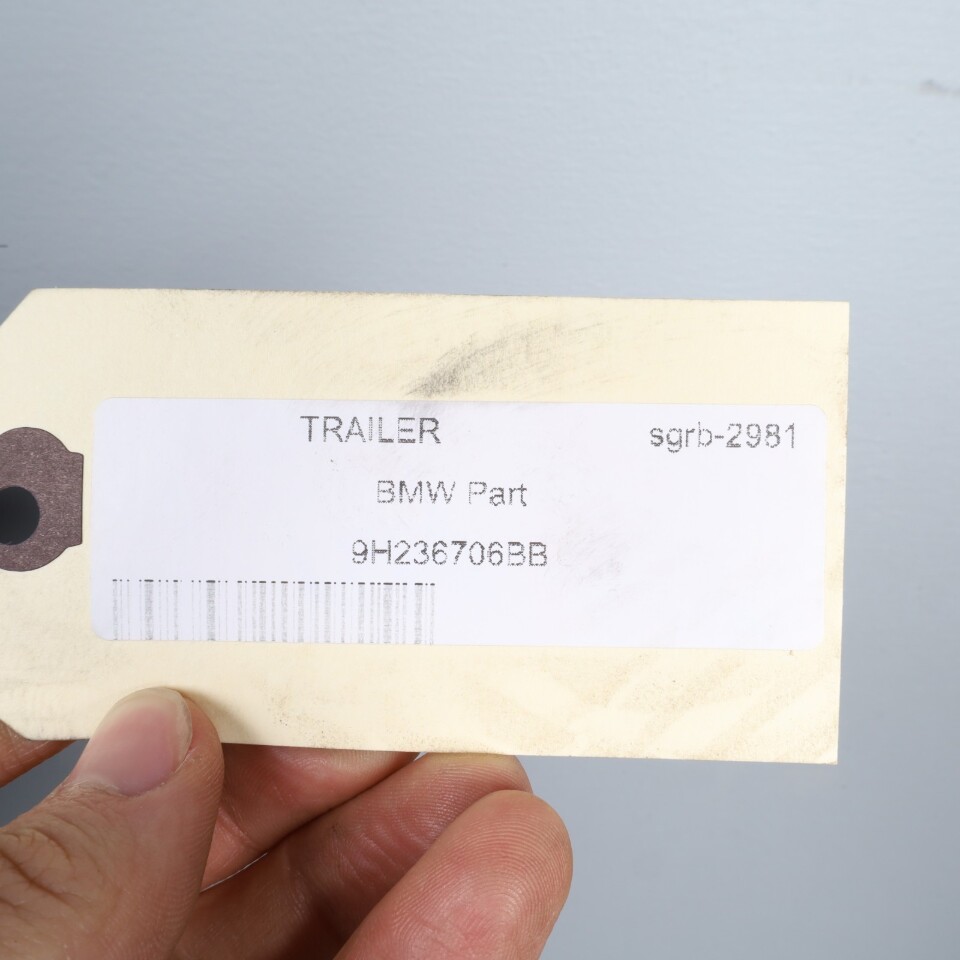 TRAILER sgrb-2981
BMW Part
9H236706BB